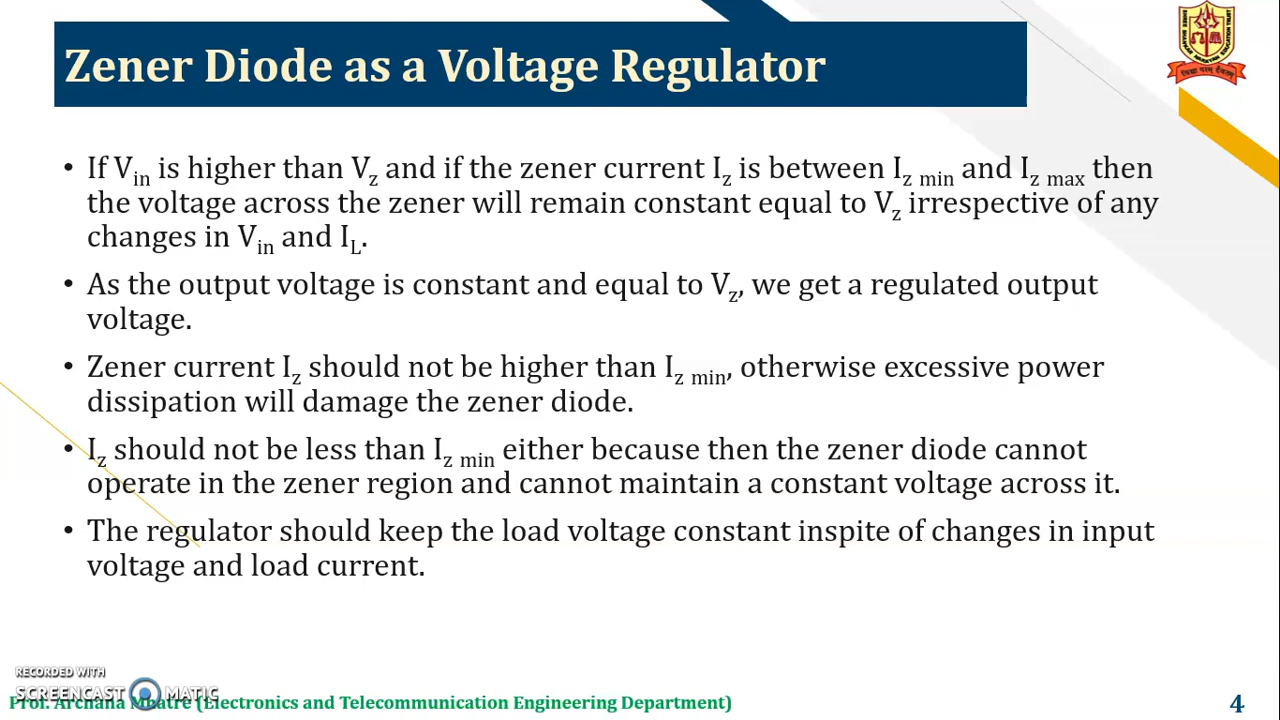 Zener Diode as a Voltage Regulator
• If Vin is higher than Vz and if the zener current Iz is between Iz min and Iz max then
the voltage across the zener will remain constant equal to Vz irrespective of any
changes in Vin and IL.
• As the output voltage is constant and equal to Vz, we get a regulated output
voltage.
• Zener current Iz should not be higher than Iz min, otherwise excessive power
dissipation will damage the zener diode.
• Iz should not be less than Iz min either because then the zener diode cannot
operate in the zener region and cannot maintain a constant voltage across it.
• The regulator should keep the load voltage constant inspite of changes in input
voltage and load current.
RECORDED WITH
SCREENCAST MATIC
Prof. Archana Mhatre (Electronics and Telecommunication Engineering Department)
4